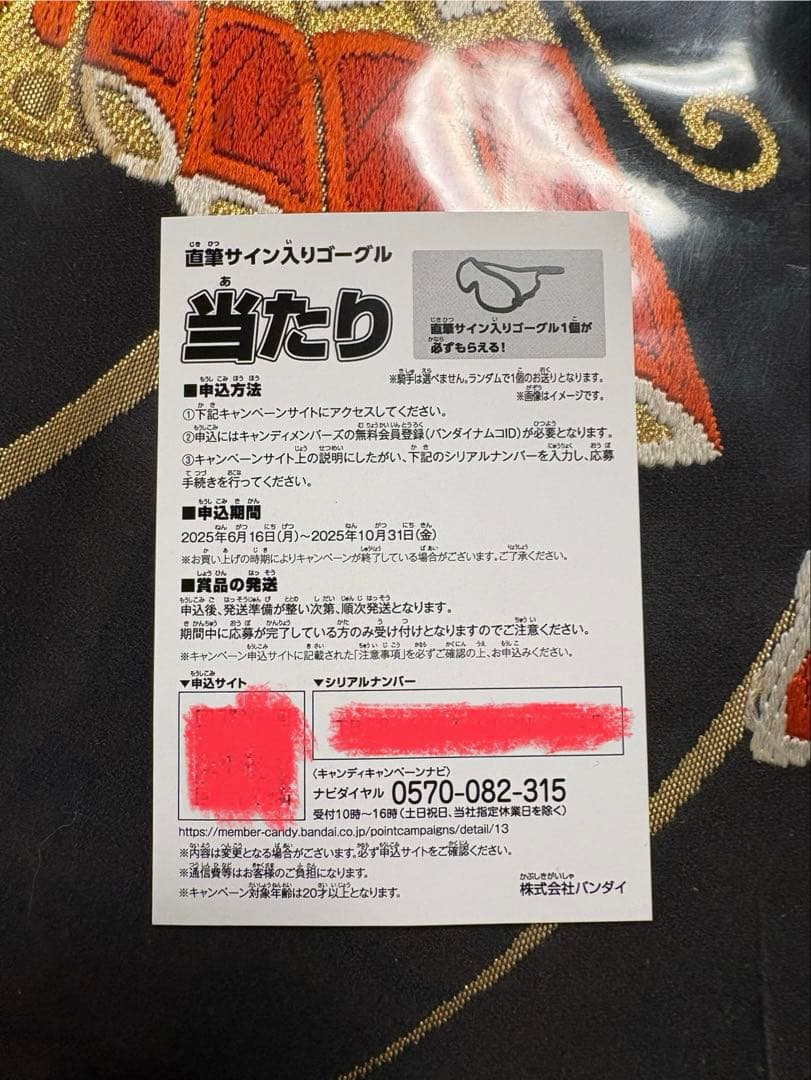 直筆サイン入りゴーグル
当たり
直筆サイン入りゴーグル1個が
必ずもらえる!
※騎手は選べません。ランダムで1個のお送りとなります。
※画像はイメージです。
■申込方法
①下記キャンペーンサイトにアクセスしてください。
②申込にはキャンディメンバーズの無料会員登録(バンダイナムコID)が必要となります。
③キャンペーンサイト上の説明にしたがい、下記のシリアルナンバーを入力し、応募
手続きを行ってください。
■申込期間
2025年6月16日(月)~2025年10月31日(金)
※お買い上げの時期によりキャンペーンが終了している場合がございます。ご了承ください。
■賞品の発送
申込後、発送準備が整い次第、順次発送となります。
期間中に応募が完了している方のみ受け付けとなりますのでご注意ください。
※キャンペーン申込サイトに記載された「注意事項」を必ずご確認の上、お申込みください。
▼申込サイト
▼シリアルナンバー
〈キャンディキャンペーンナビ〉
ナビダイヤル 0570-082-315
受付10時~16時(土日祝日、当社指定休業日を除く)
https://member-candy.bandai.co.jp/pointcampaigns/detail/13
※内容は変更となる場合がございます。必ず申込サイトをご確認ください。
※通信費等はお客様のご負担になります。
※キャンペーン対象年齢は20才以上となります。
株式会社バンダイ